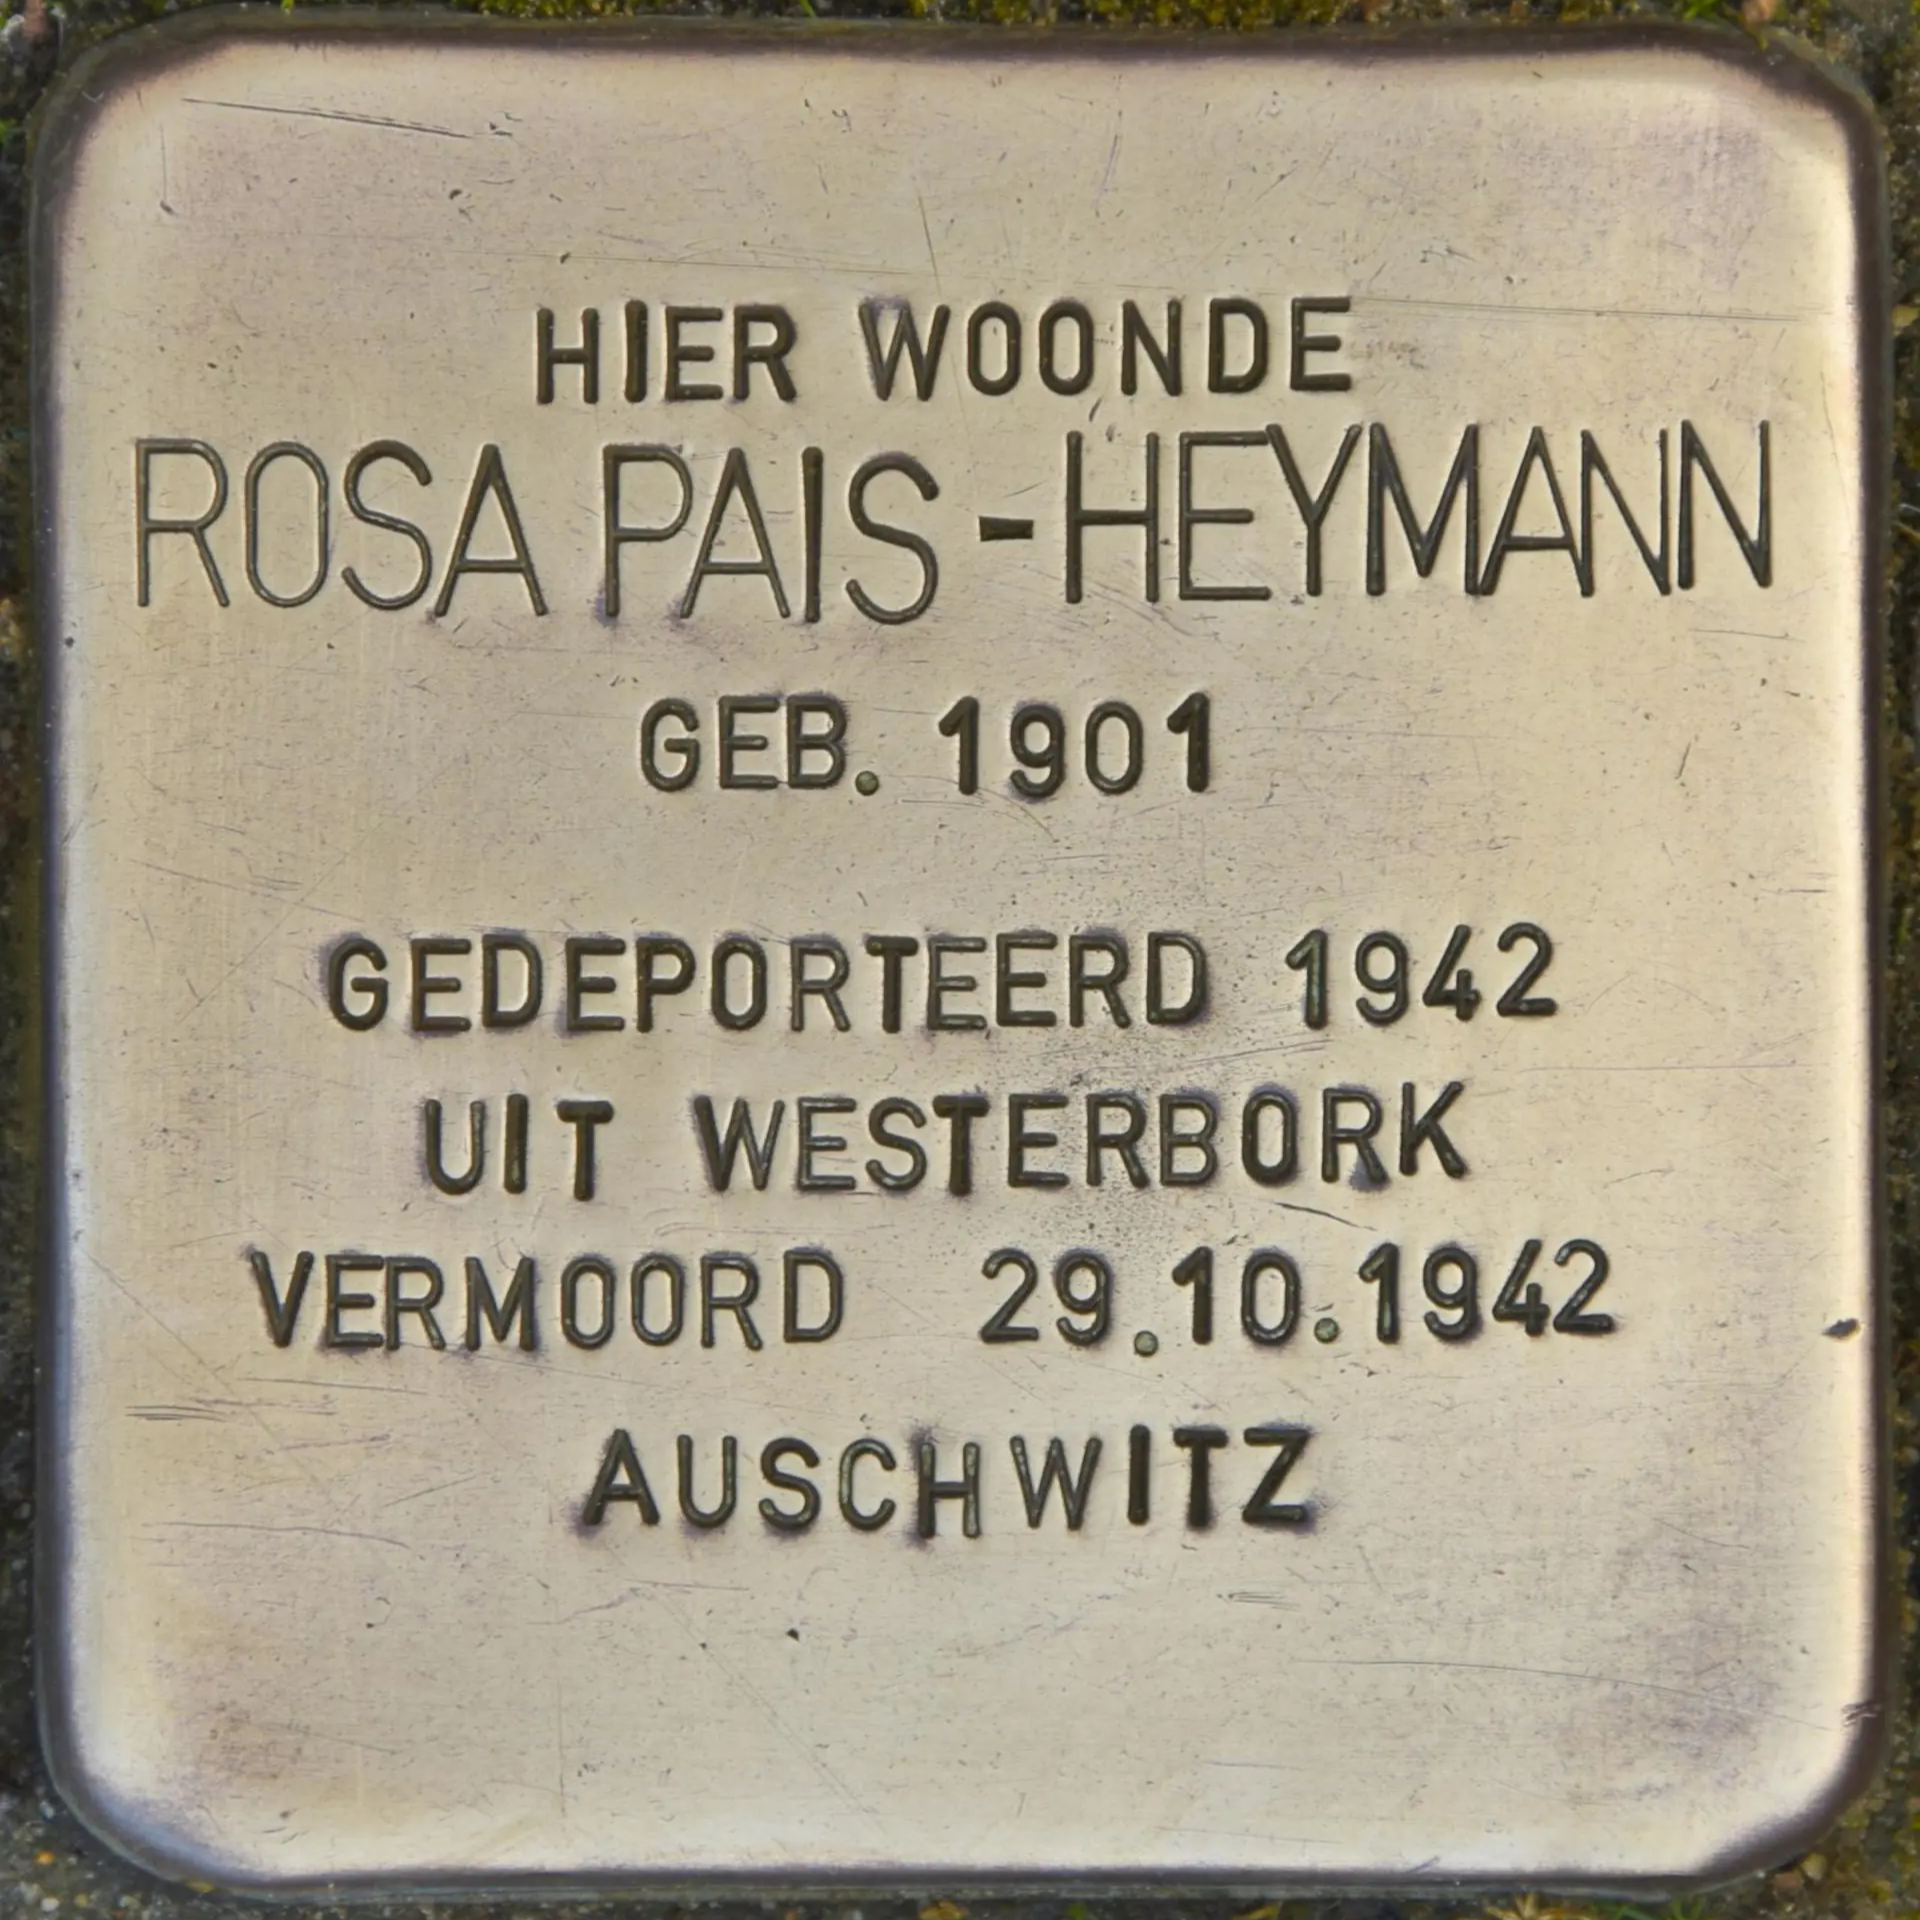 HIER WOONDE
ROSA PAIS-HEYMANN
GEB. 1901
GEDEPORTEERD 1942
UIT WESTERBORK
VERMOORD 29.10.1942
AUSCHWITZ